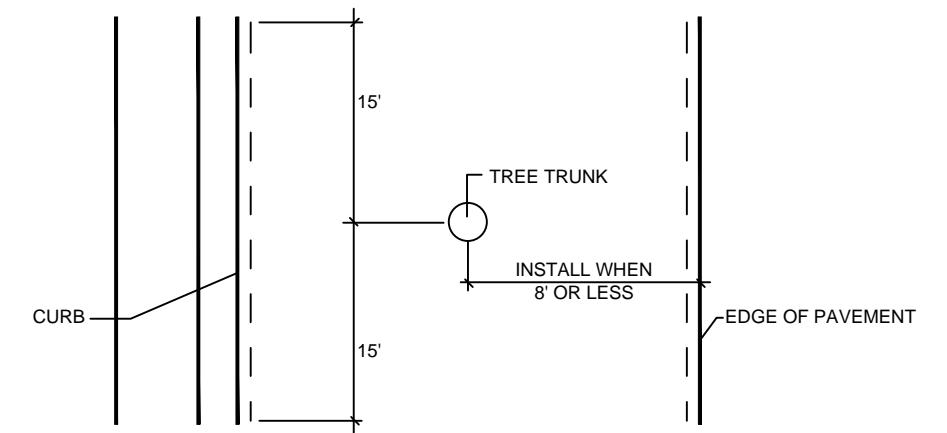 15'
TREE TRUNK
INSTALL WHEN
8' OR LESS
CURB
EDGE OF PAVEMENT
15'